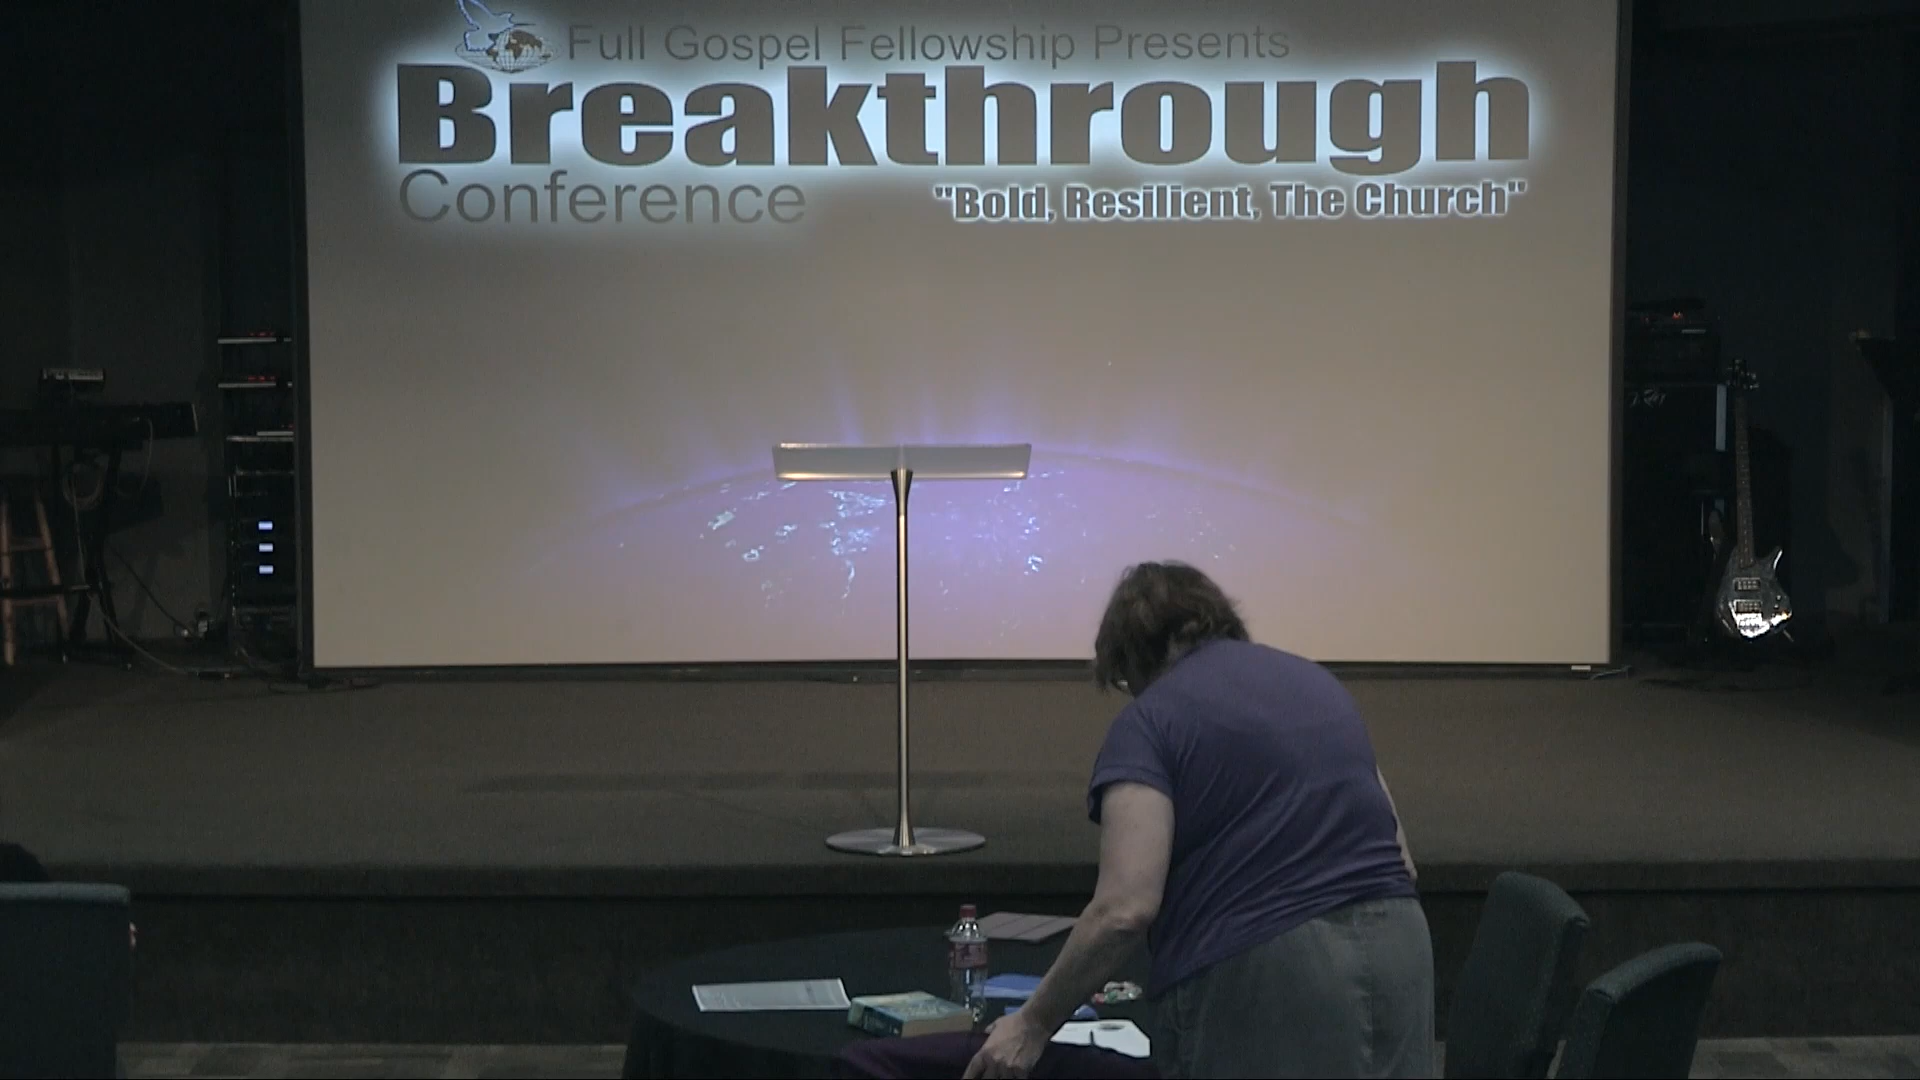 Full Gospel Fellowship Presents
Breakthrough
Conference
"Bold, Resilient, The Church"